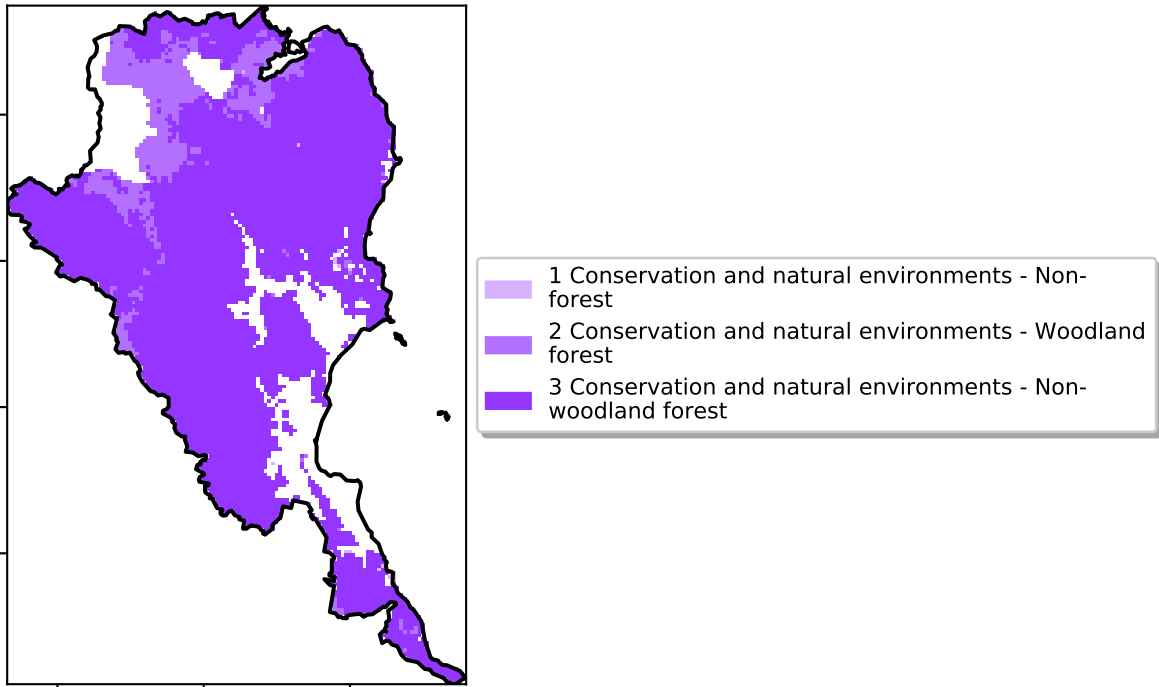 1 Conservation and natural environments - Non-
forest
2 Conservation and natural environments - Woodland
forest
3 Conservation and natural environments - Non-
woodland forest